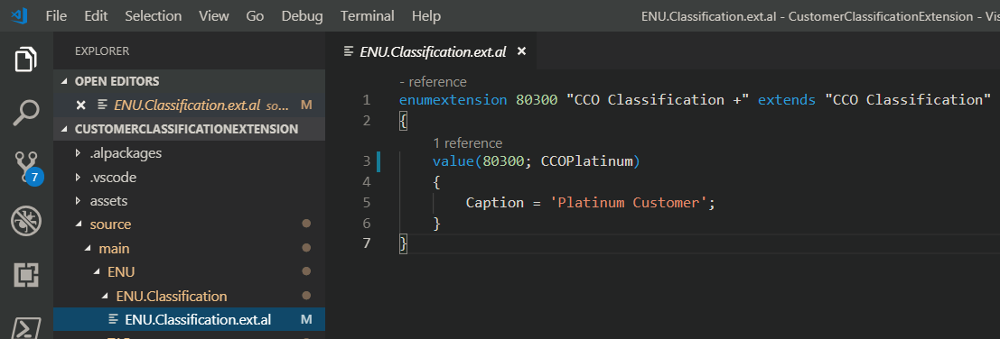 File Edit Selection View Go Debug Terminal Help ENU.Classification.ext.al - CustomerClassificationExtension - Vis
EXPLORER
OPEN EDITORS
ENU.Classification.ext.al so... M
CUSTOMERCLASSIFICATIONEXTENSION
.alpackages
.vscode
assets
source
main
ENU
ENU.Classification
ENU.Classification.ext.al M
7
ENU.Classification.ext.al
- reference
1 enumextension 80300 "CCO Classification +" extends "CCO Classification"
2 {
1 reference
3 value(80300; CCOPlatinum)
4 {
5 Caption = 'Platinum Customer';
6 }
7 }